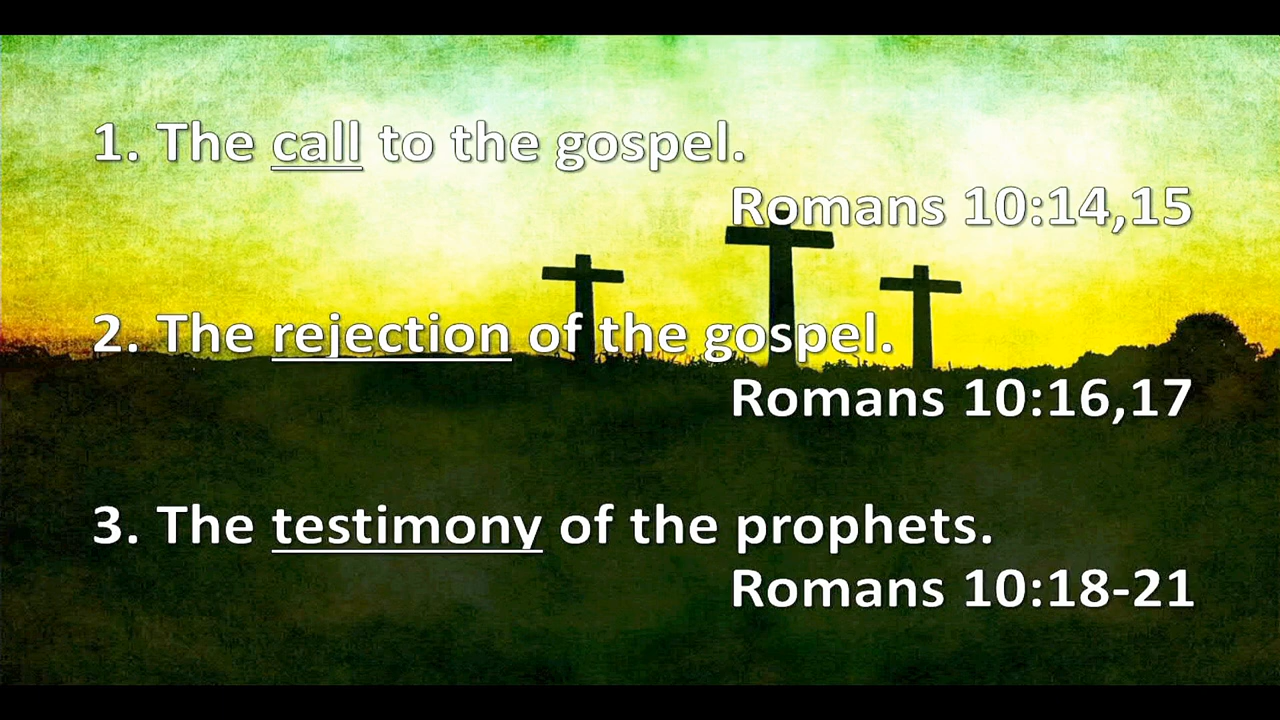 1. The call to the gospel.
Romans 10:14,15
2. The rejection of the gospel.
Romans 10:16,17
3. The testimony of the prophets.
Romans 10:18-21